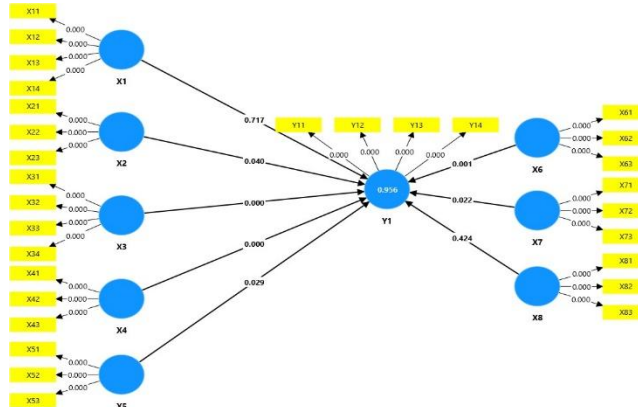 X11
X12
X13
X14
0.000
0.000
0.000
0.000
X1
X21
X22
X23
0.000
0.000
0.000
X2
X31
X32
X33
X34
0.000
0.000
0.000
0.000
X3
X41
X42
X43
0.000
0.000
0.000
X4
X51
X52
X53
0.000
0.000
0.000
X5
0.717
0.040
0.000
0.000
0.029
Y11
Y12
Y13
Y14
0.000
0.000
0.000
0.000
0.956
Y1
0.001
0.022
0.424
X6
0.000
0.000
0.000
X61
X62
X63
X7
0.000
0.000
0.000
X71
X72
X73
X8
0.000
0.000
0.000
X81
X82
X83